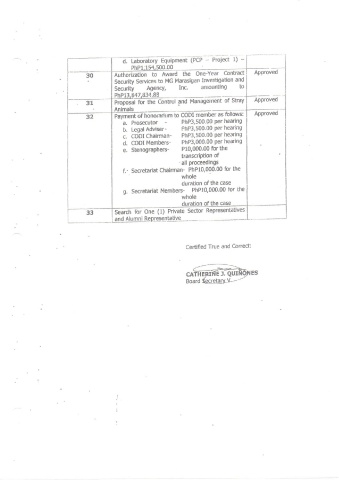 d. Laboratory Equipment (PCP - Project 1) –
PhP1,154,500.00
30 Authorization to Award the One-Year Contract Approved
Security Services to MG Marasigan Investigation and
Security Agency, Inc. amounting to
PhP13,647,834.88
31 Proposal for the Control and Management of Stray Approved
Animals
32 Payment of honorarium to CODI member as follows: Approved
a. Prosecutor - PhP3,500.00 per hearing
b. Legal Adviser- PhP3,500.00 per hearing
c. CODI Chairman- PhP3,500.00 per hearing
d. CODI Members- PhP3,000.00 per hearing
e. Stenographers- P10,000.00 for the
transcription of
all proceedings
f.- Secretariat Chairman- PhP10,000.00 for the
whole
duration of the case
g. Secretariat Members- PhP10,000.00 for the
whole
duration of the case
33 Search for One (1) Private Sector Representatives
and Alumni Representative
Certified True and Correct:
CATHERINE J. QUIÑONES
Board Secretary V